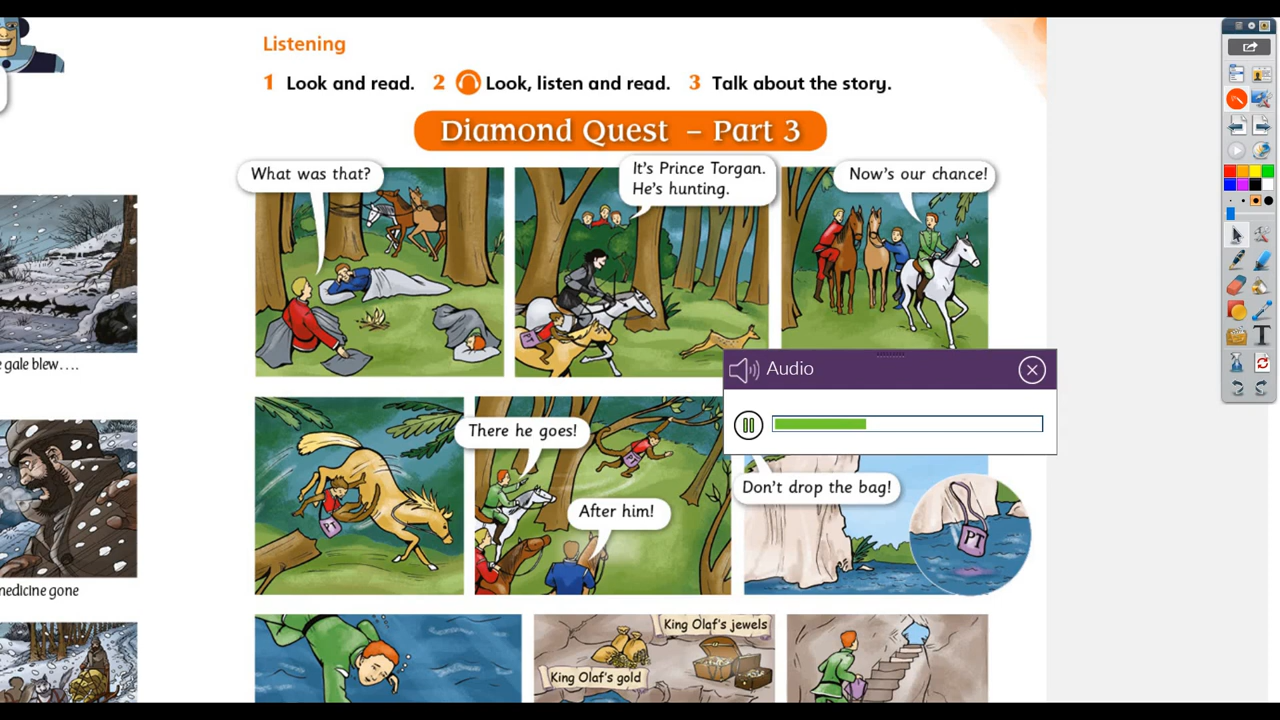 Listening
1 Look and read. 2 Look, listen and read. 3 Talk about the story.
Diamond Quest – Part 3
What was that?
It's Prince Torgan.
He's hunting.
Now's our chance!
e gale blew....
Audio
There he goes!
PT
After him!
PT
Don't drop the bag!
PT
medicine gone
King Olaf's jewels
King Olaf's gold
T